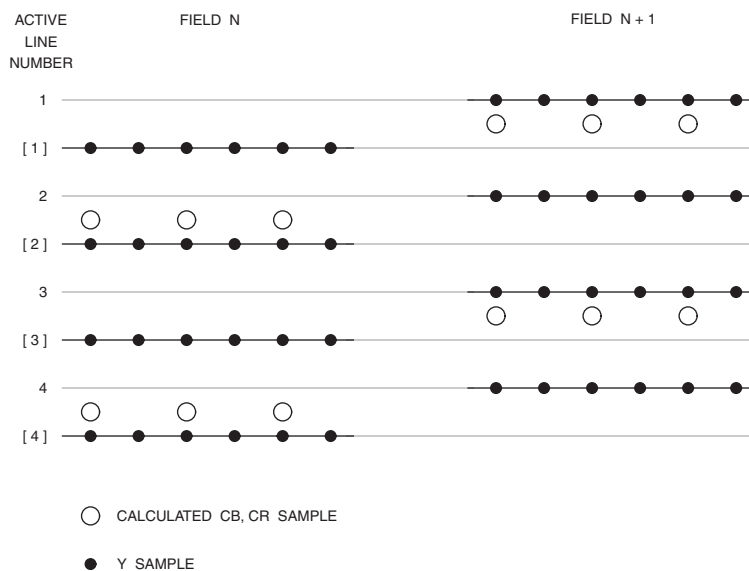 ACTIVE
LINE
NUMBER
FIELD N
FIELD N + 1
1
[ 1 ]
2
[ 2 ]
3
[ 3 ]
4
[ 4 ]
CALCULATED CB, CR SAMPLE
Y SAMPLE